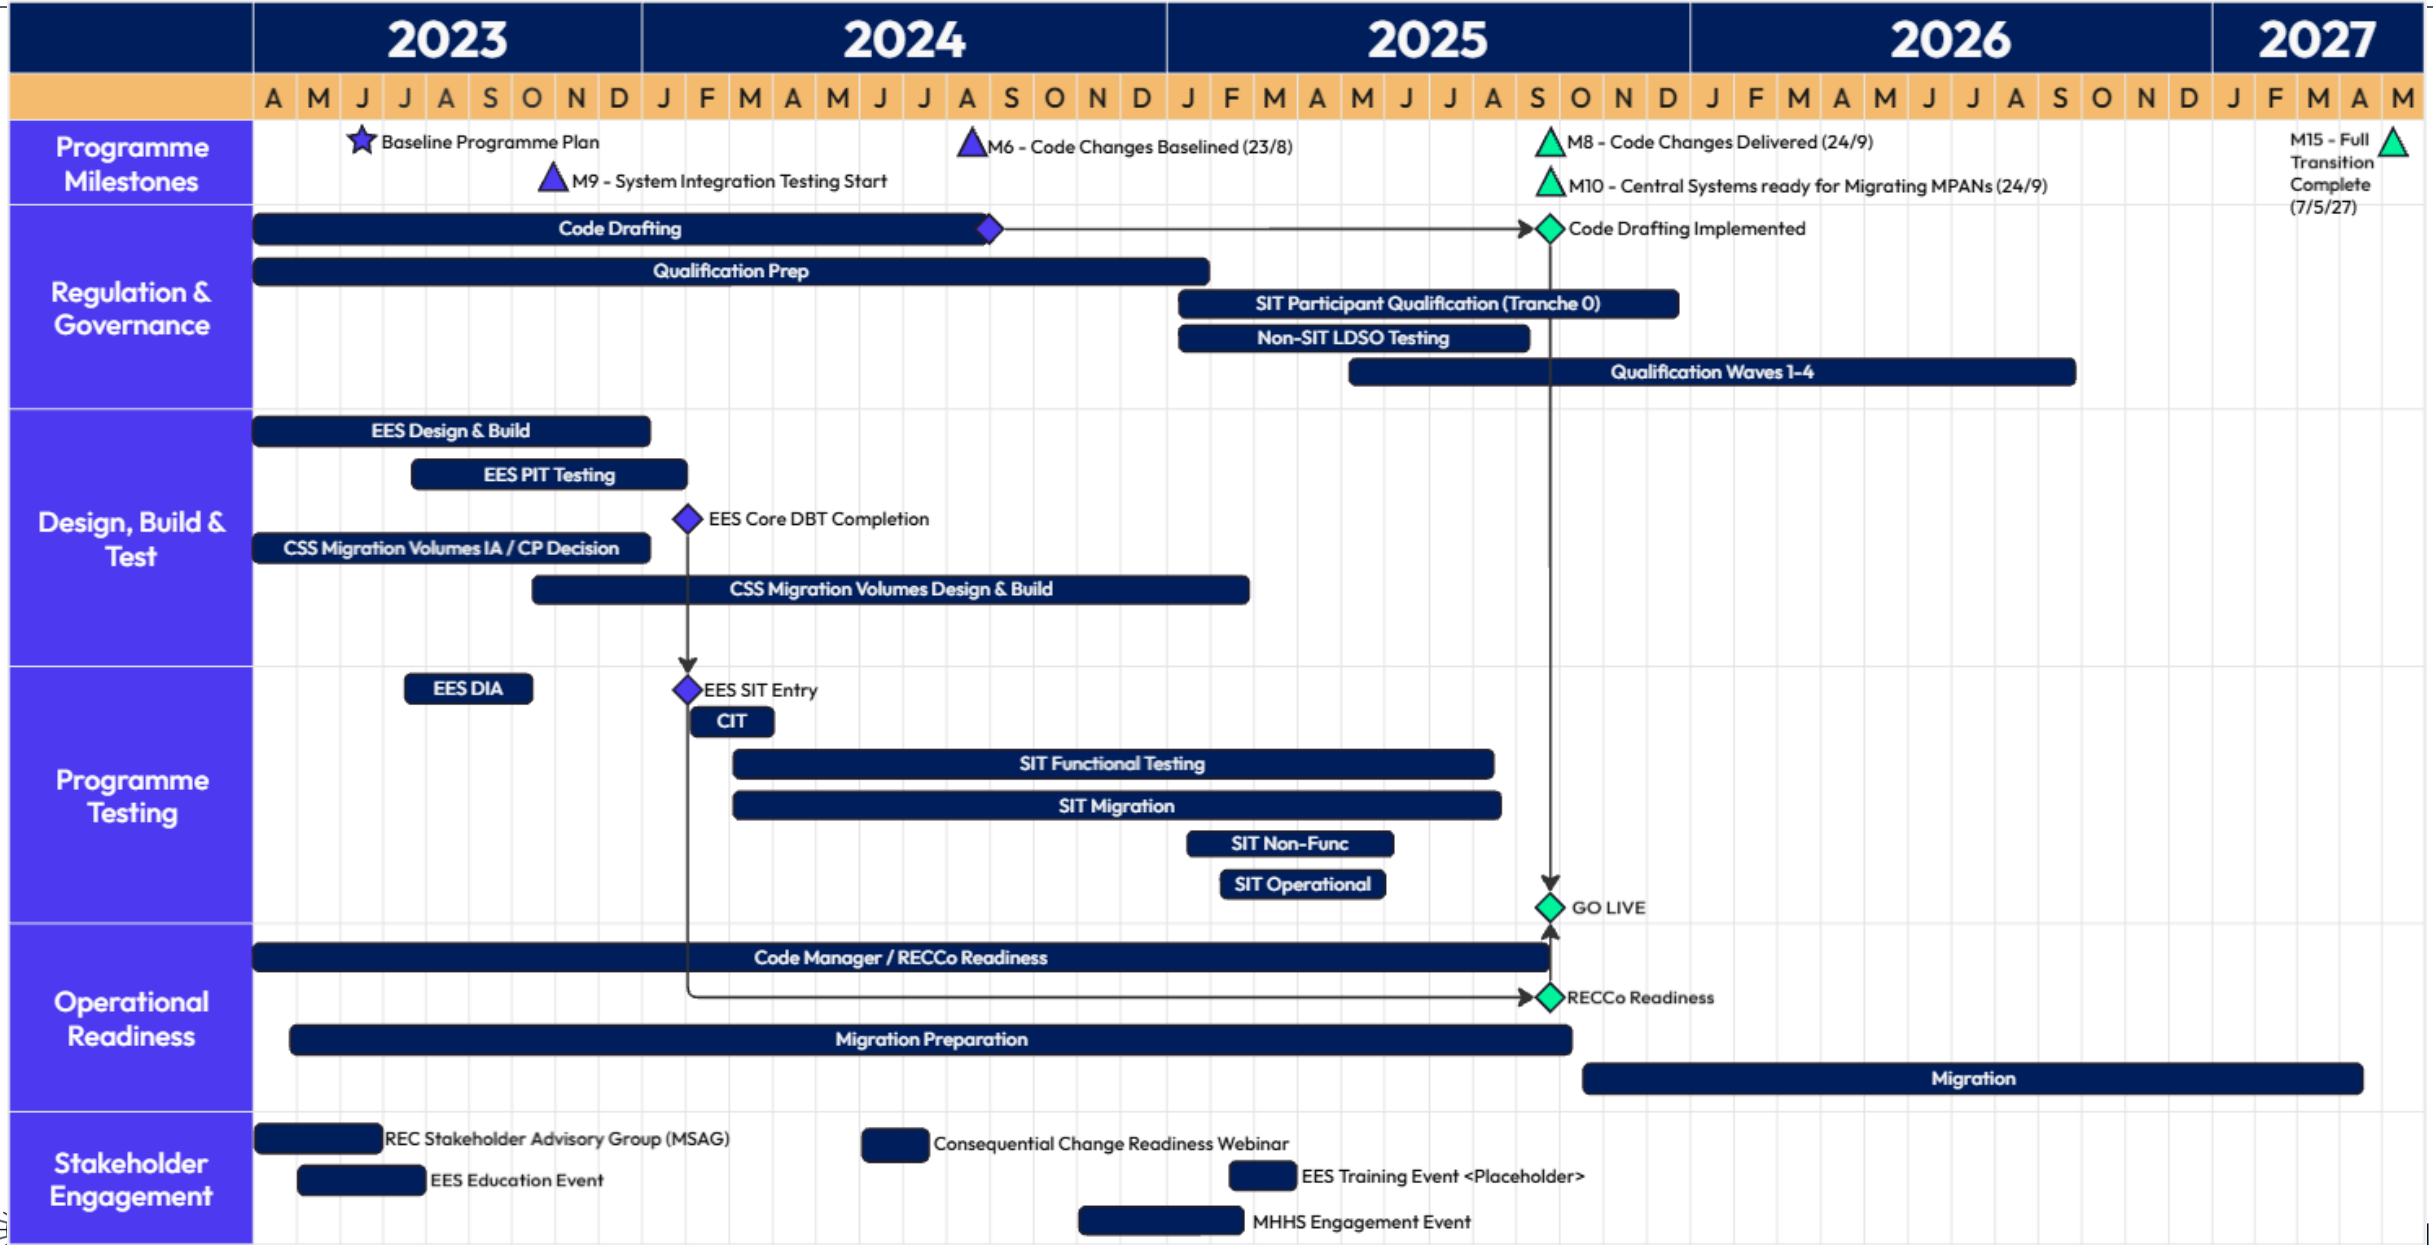 2023 2024 2025 2026 2027
A M J J A S O N D J F M A M J J A S O N D J F M A M J J A S O N D J F M A M J J A S O N D J F M A M
Programme
Milestones
Baseline Programme Plan
M9 - System Integration Testing Start
M6 - Code Changes Baselined (23/8)
M8 - Code Changes Delivered (24/9)
M10 - Central Systems ready for Migrating MPANs (24/9)
M15 - Full
Transition
Complete
(7/5/27)
Regulation &
Governance
Code Drafting
Code Drafting Implemented
Qualification Prep
SIT Participant Qualification (Tranche 0)
Non-SIT LDSO Testing
Qualification Waves 1-4
Design, Build &
Test
EES Design & Build
EES PIT Testing
EES Core DBT Completion
CSS Migration Volumes IA / CP Decision
CSS Migration Volumes Design & Build
Programme
Testing
EES DIA
EES SIT Entry
CIT
SIT Functional Testing
SIT Migration
SIT Non-Func
SIT Operational
GO LIVE
Operational
Readiness
Code Manager / RECCo Readiness
RECCo Readiness
Migration Preparation
Migration
Stakeholder
Engagement
REC Stakeholder Advisory Group (MSAG)
EES Education Event
Consequential Change Readiness Webinar
EES Training Event <Placeholder>
MHHS Engagement Event